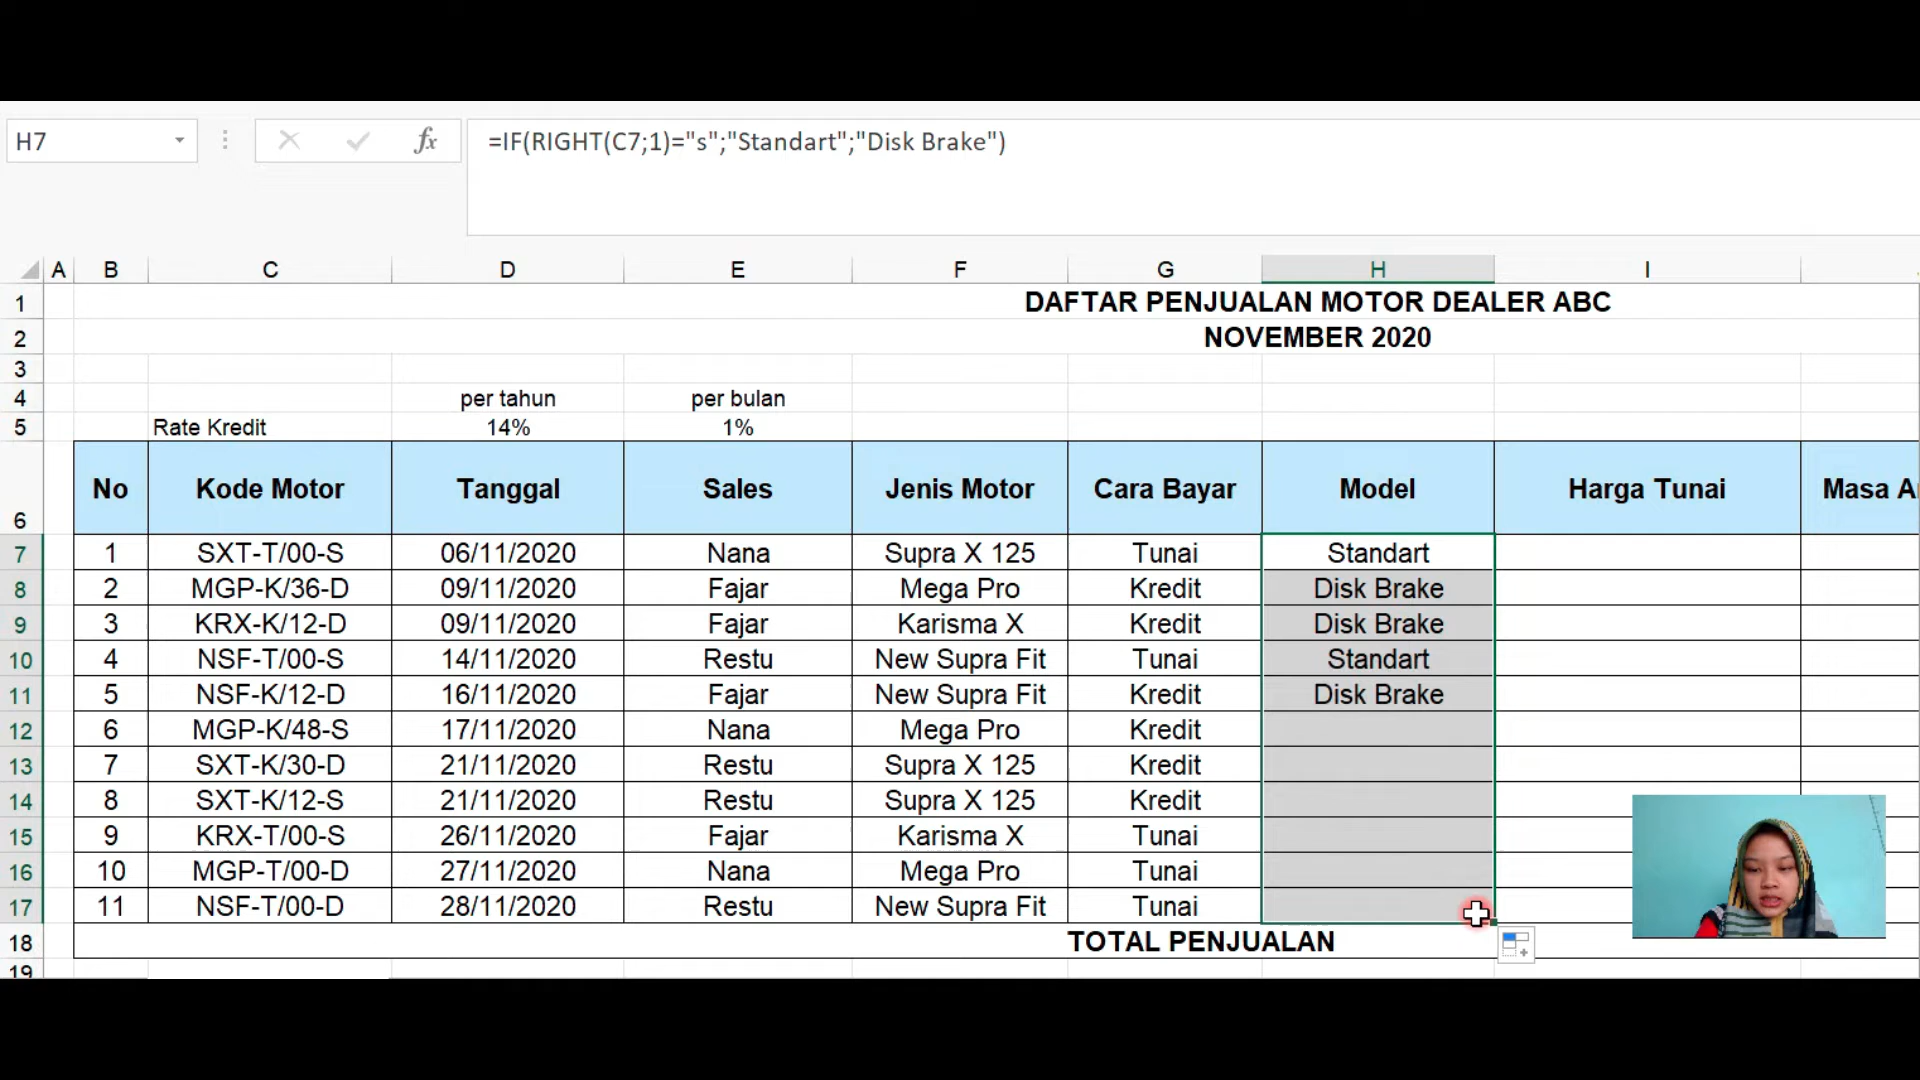 H7 fx =IF(RIGHT(C7;1)="s";"Standart";"Disk Brake")
A B C D E F G H I
1 DAFTAR PENJUALAN MOTOR DEALER ABC
2 NOVEMBER 2020
3
4 per tahun per bulan
5 Rate Kredit 14% 1%
6 No Kode Motor Tanggal Sales Jenis Motor Cara Bayar Model Harga Tunai Masa A
7 1 SXT-T/00-S 06/11/2020 Nana Supra X 125 Tunai Standart
8 2 MGP-K/36-D 09/11/2020 Fajar Mega Pro Kredit Disk Brake
9 3 KRX-K/12-D 09/11/2020 Fajar Karisma X Kredit Disk Brake
10 4 NSF-T/00-S 14/11/2020 Restu New Supra Fit Tunai Standart
11 5 NSF-K/12-D 16/11/2020 Fajar New Supra Fit Kredit Disk Brake
12 6 MGP-K/48-S 17/11/2020 Nana Mega Pro Kredit
13 7 SXT-K/30-D 21/11/2020 Restu Supra X 125 Kredit
14 8 SXT-K/12-S 21/11/2020 Restu Supra X 125 Kredit
15 9 KRX-T/00-S 26/11/2020 Fajar Karisma X Tunai
16 10 MGP-T/00-D 27/11/2020 Nana Mega Pro Tunai
17 11 NSF-T/00-D 28/11/2020 Restu New Supra Fit Tunai
18 TOTAL PENJUALAN
19